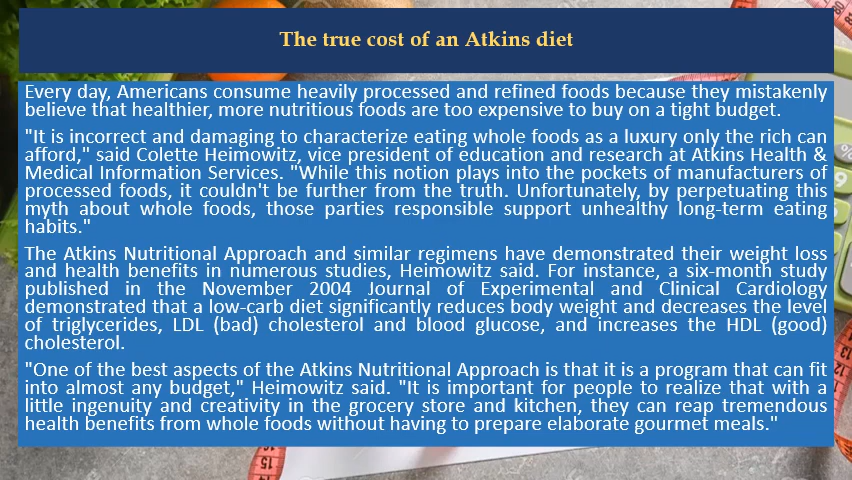 The true cost of an Atkins diet
Every day, Americans consume heavily processed and refined foods because they mistakenly
believe that healthier, more nutritious foods are too expensive to buy on a tight budget.
"It is incorrect and damaging to characterize eating whole foods as a luxury only the rich can
afford," said Colette Heimowitz, vice president of education and research at Atkins Health &
Medical Information Services. "While this notion plays into the pockets of manufacturers of
processed foods, it couldn't be further from the truth. Unfortunately, by perpetuating this
myth about whole foods, those parties responsible support unhealthy long-term eating
habits."
The Atkins Nutritional Approach and similar regimens have demonstrated their weight loss
and health benefits in numerous studies, Heimowitz said. For instance, a six-month study
published in the November 2004 Journal of Experimental and Clinical Cardiology
demonstrated that a low-carb diet significantly reduces body weight and decreases the level
of triglycerides, LDL (bad) cholesterol and blood glucose, and increases the HDL (good)
cholesterol.
"One of the best aspects of the Atkins Nutritional Approach is that it is a program that can fit
into almost any budget," Heimowitz said. "It is important for people to realize that with a
little ingenuity and creativity in the grocery store and kitchen, they can reap tremendous
health benefits from whole foods without having to prepare elaborate gourmet meals."
15